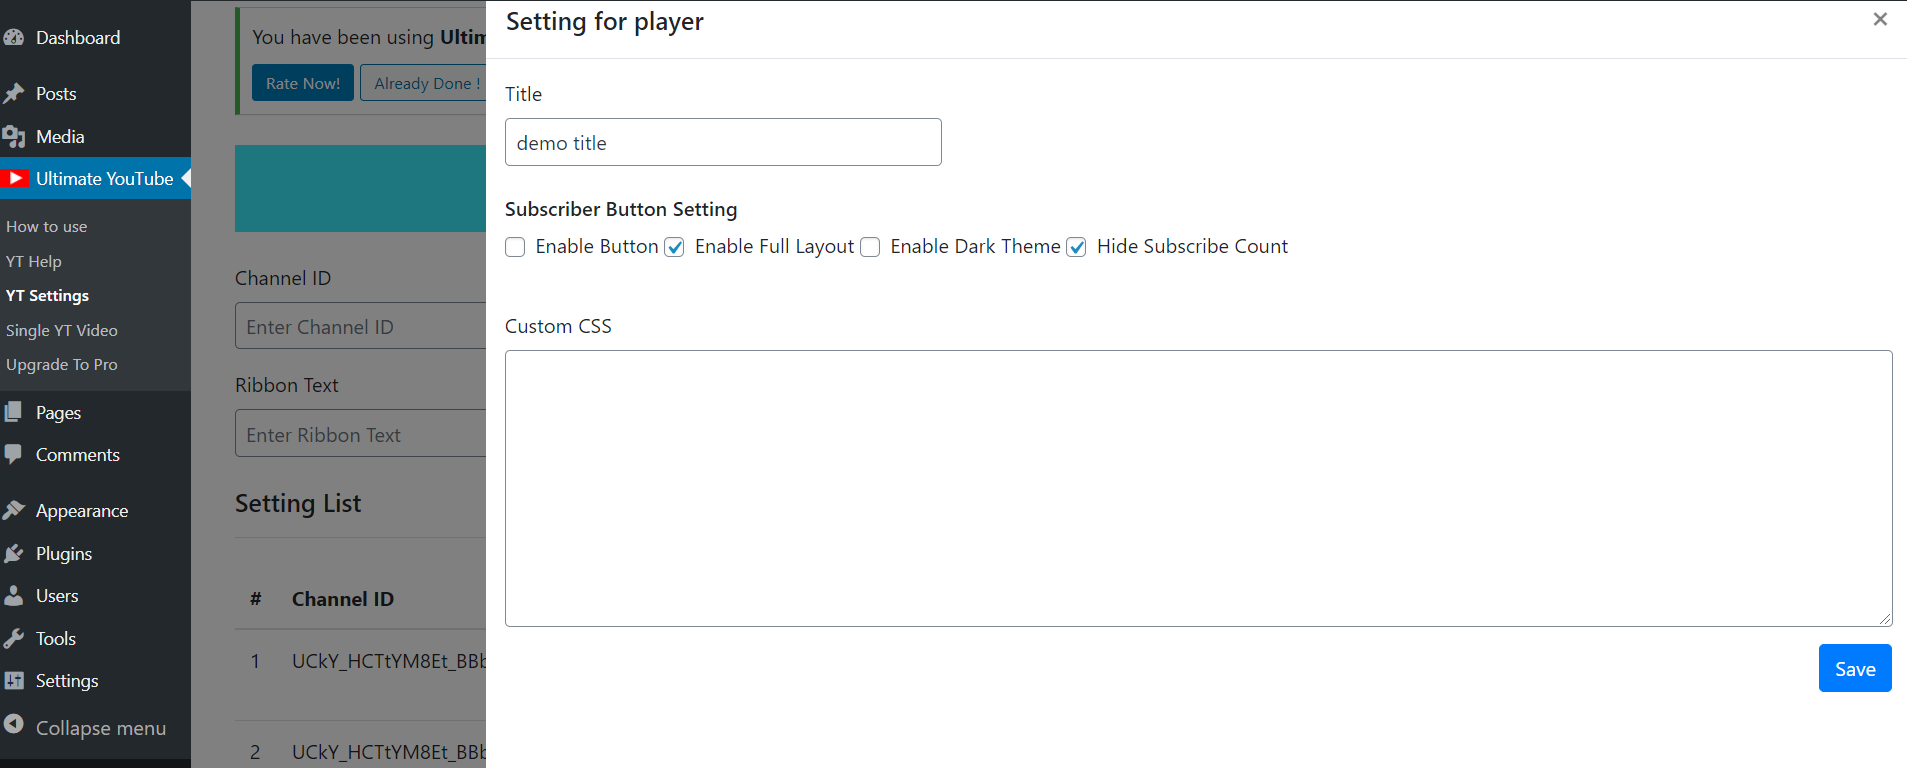 Dashboard
Posts
Media
Ultimate YouTube
How to use
YT Help
YT Settings
Single YT Video
Upgrade To Pro
Pages
Comments
Appearance
Plugins
Users
Tools
Settings
Collapse menu
You have been using Ultim
Rate Now!
Already Done !
Channel ID
Enter Channel ID
Ribbon Text
Enter Ribbon Text
Setting List
# Channel ID
1 UCkY_HCTtYM8Et_BBb
2 UCkY_HCTtYM8Et_BBb
Setting for player
×
Title
demo title
Subscriber Button Setting
Enable Button Enable Full Layout Enable Dark Theme Hide Subscribe Count
Custom CSS
Save